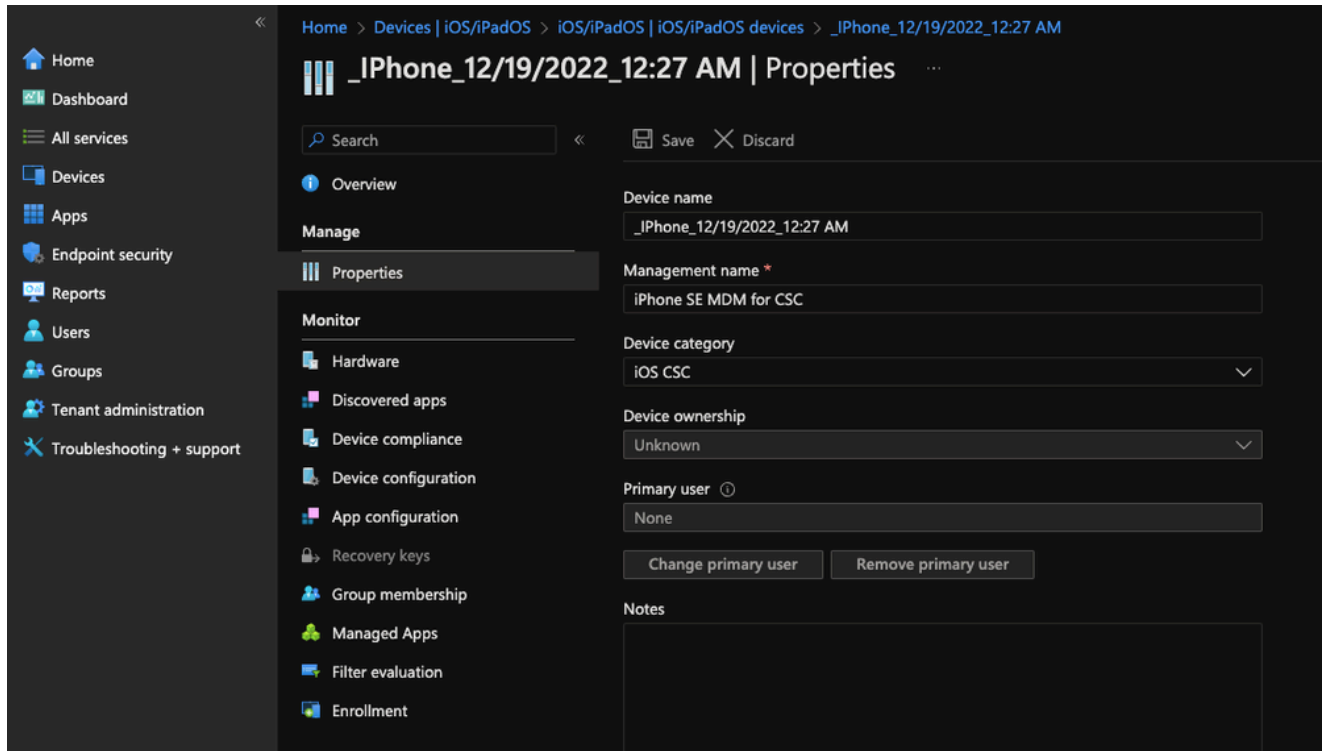 «
Home
Dashboard
All services
Devices
Apps
Endpoint security
Reports
Users
Groups
Tenant administration
Troubleshooting + support
Home > Devices | iOS/iPadOS > iOS/iPadOS | iOS/iPadOS devices > _IPhone_12/19/2022_12:27 AM
_IPhone_12/19/2022_12:27 AM | Properties ...
Search «
Overview
Manage
Properties
Monitor
Hardware
Discovered apps
Device compliance
Device configuration
App configuration
Recovery keys
Group membership
Managed Apps
Filter evaluation
Enrollment
Save Discard
Device name
_IPhone_12/19/2022_12:27 AM
Management name *
iPhone SE MDM for CSC
Device category
iOS CSC
Device ownership
Unknown
Primary user
None
Change primary user Remove primary user
Notes